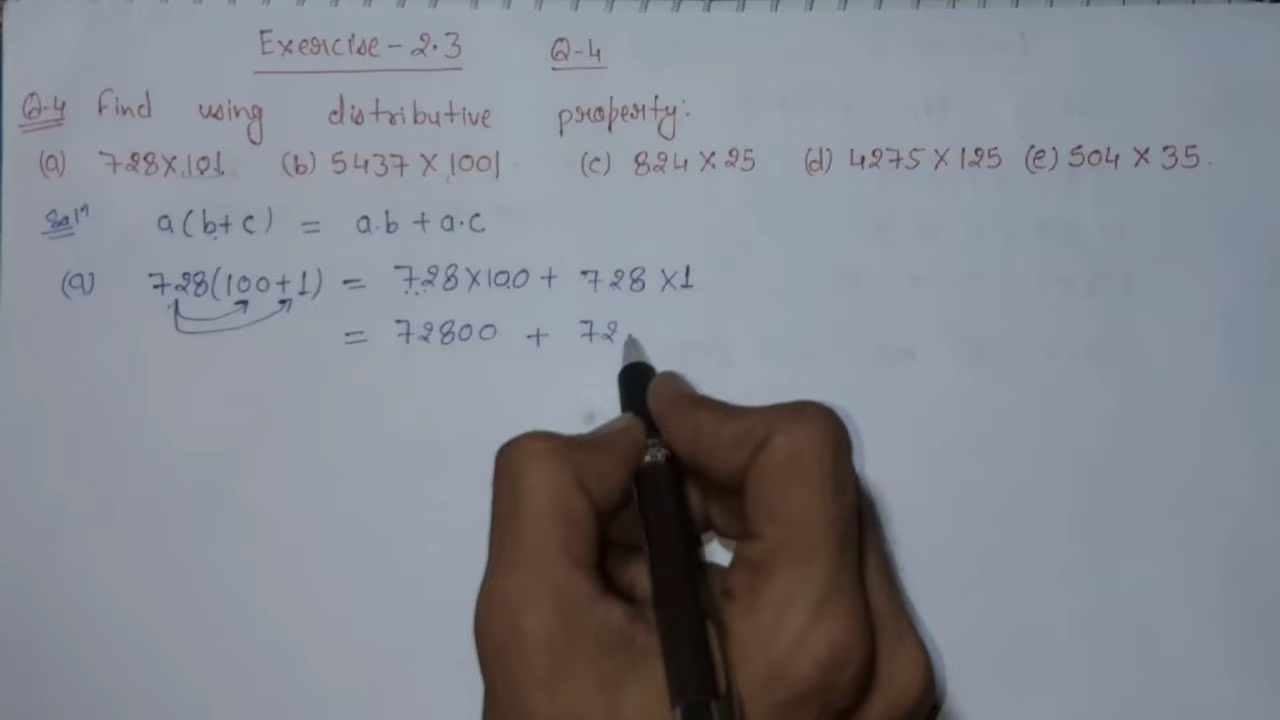 Exercise-2.3 Q-4
Q-4 Find using distributive property:
(a) 728×101 (b) 5437×1001 (c) 824×25 (d) 4275×125 (e) 504×35.
Solⁿ a(b+c) = a.b + a.c
(a) 728(100+1) = 728×100 + 728×1
= 72800 + 72